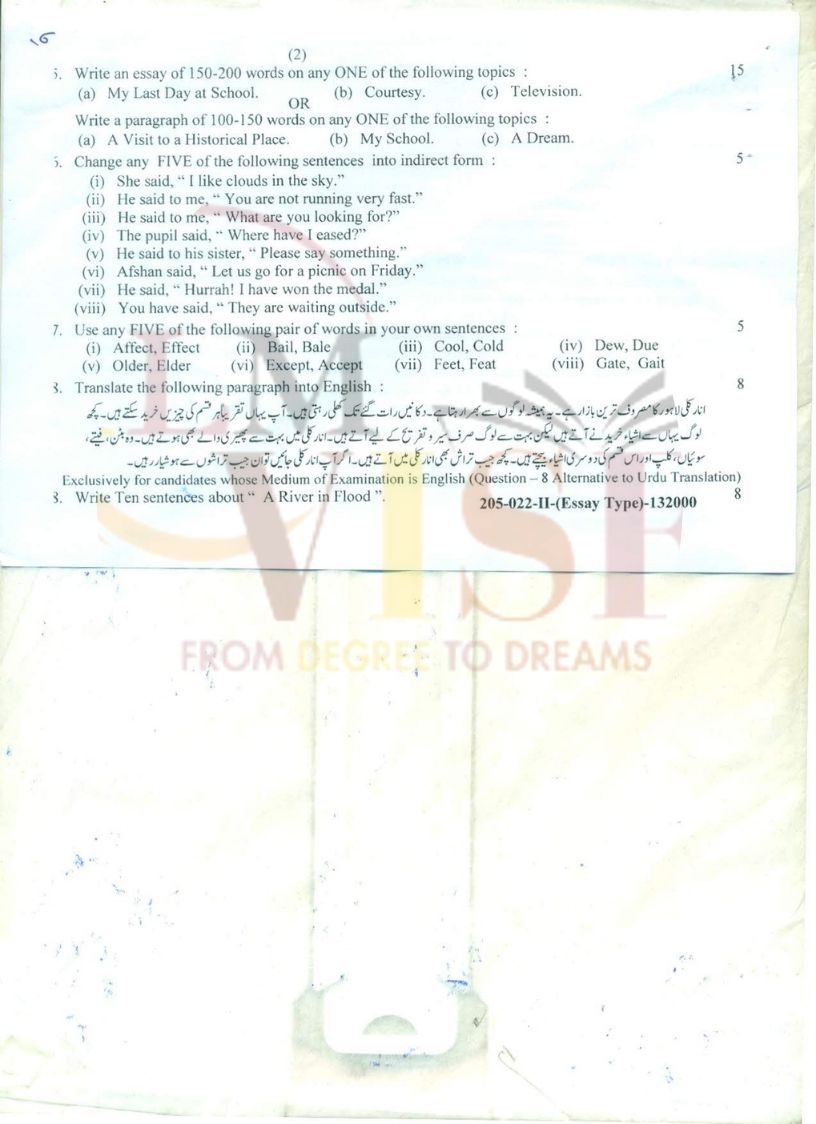 (2)
5. Write an essay of 150-200 words on any ONE of the following topics : 15
(a) My Last Day at School. (b) Courtesy. (c) Television.
OR
Write a paragraph of 100-150 words on any ONE of the following topics :
(a) A Visit to a Historical Place. (b) My School. (c) A Dream.
5. Change any FIVE of the following sentences into indirect form : 5
(i) She said, “ I like clouds in the sky.”
(ii) He said to me, “ You are not running very fast.”
(iii) He said to me, “ What are you looking for?”
(iv) The pupil said, “ Where have I eased?”
(v) He said to his sister, “ Please say something.”
(vi) Afshan said, “ Let us go for a picnic on Friday.”
(vii) He said, “ Hurrah! I have won the medal.”
(viii) You have said, “ They are waiting outside.”
7. Use any FIVE of the following pair of words in your own sentences : 5
(i) Affect, Effect (ii) Bail, Bale (iii) Cool, Cold (iv) Dew, Due
(v) Older, Elder (vi) Except, Accept (vii) Feet, Feat (viii) Gate, Gait
8. Translate the following paragraph into English : 8
انارکلی لاہور کا مصروف ترین بازار ہے۔ یہ ہمیشہ لوگوں سے بھرا رہتا ہے۔ دکانیں رات گئے تک کھلی رہتی ہیں۔ آپ یہاں تقریباً ہر قسم کی چیزیں خرید سکتے ہیں۔ کچھ
لوگ یہاں سے اشیاء خریدنے آتے ہیں لیکن بہت سے لوگ صرف سیر و تفریح کے لیے آتے ہیں۔ انارکلی میں بہت سے پھیری والے بھی ہوتے ہیں۔ وہ بٹن، فیتے،
سوئیاں، کلپ اور اس قسم کی دوسری اشیاء بیچتے ہیں۔ کچھ جیب تراش بھی انارکلی میں آتے ہیں۔ اگر آپ انارکلی جائیں تو ان جیب تراشوں سے ہوشیار رہیں۔
Exclusively for candidates whose Medium of Examination is English (Question – 8 Alternative to Urdu Translation)
8. Write Ten sentences about “ A River in Flood ”. 8
205-022-II-(Essay Type)-132000
LM
VISF
FROM DEGREE TO DREAMS